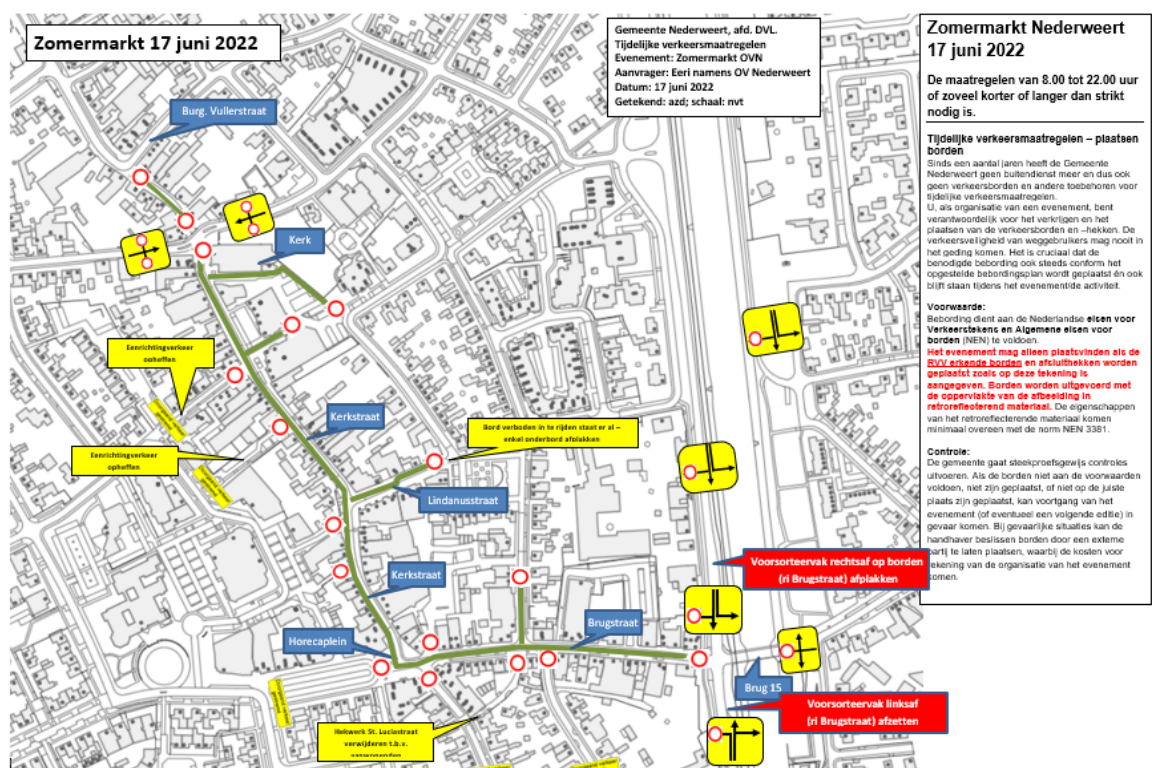 Zomermarkt 17 juni 2022
Gemeente Nederweert, afd. DVL.
Tijdelijke verkeersmaatregelen
Evenement: Zomermarkt OVN
Aanvrager: Eeri namens OV Nederweert
Datum: 17 juni 2022
Getekend: azd; schaal: nvt
Burg. Vullerstraat
Kerk
Eenrichtingverkeer
opheffen
Kerkstraat
Bord verboden in te rijden staat er al –
enkel onderbord afplakken
Eenrichtingverkeer
opheffen
Lindanusstraat
Voorsorteervak rechtsaf op borden
(ri Brugstraat) afplakken
Kerkstraat
Horecaplein
Brugstraat
Brug 15
Voorsorteervak linksaf
(ri Brugstraat) afzetten
Hekwerk St. Luciastraat
verwijderen t.b.v.
Zomermarkt Nederweert
17 juni 2022
De maatregelen van 8.00 tot 22.00 uur
of zoveel korter of langer dan strikt
nodig is.
Tijdelijke verkeersmaatregelen – plaatsen
borden
Sinds een aantal jaren heeft de Gemeente
Nederweert geen buitendienst meer en dus ook
geen verkeersborden en andere toebehoren voor
tijdelijke verkeersmaatregelen.
U, als organisatie van een evenement, bent
verantwoordelijk voor het verkrijgen en het
plaatsen van de verkeersborden en –hekken. De
verkeersveiligheid van weggebruikers mag nooit in
het geding komen. Het is cruciaal dat de
benodigde bebording ook steeds conform het
opgestelde bebordingsplan wordt geplaatst én ook
blijft staan tijdens het evenement/de activiteit.
Voorwaarde:
Bebording dient aan de Nederlandse eisen voor
Verkeerstekens en Algemene eisen voor
borden (NEN) te voldoen.
Het evenement mag alleen plaatsvinden als de
RVV erkende borden en afsluithekken worden
geplaatst zoals op deze tekening is
aangegeven. Borden worden uitgevoerd met
de oppervlakte van de afbeelding in
retroreflecterend materiaal. De eigenschappen
van het retroreflecterende materiaal komen
minimaal overeen met de norm NEN 3381.
Controle:
De gemeente gaat steekproefsgewijs controles
uitvoeren. Als de borden niet aan de voorwaarden
voldoen, niet zijn geplaatst, of niet op de juiste
plaats zijn geplaatst, kan voortgang van het
evenement (of eventueel een volgende editie) in
gevaar komen. Bij gevaarlijke situaties kan de
handhaver beslissen borden door een externe
partij te laten plaatsen, waarbij de kosten voor
rekening van de organisatie van het evenement
komen.